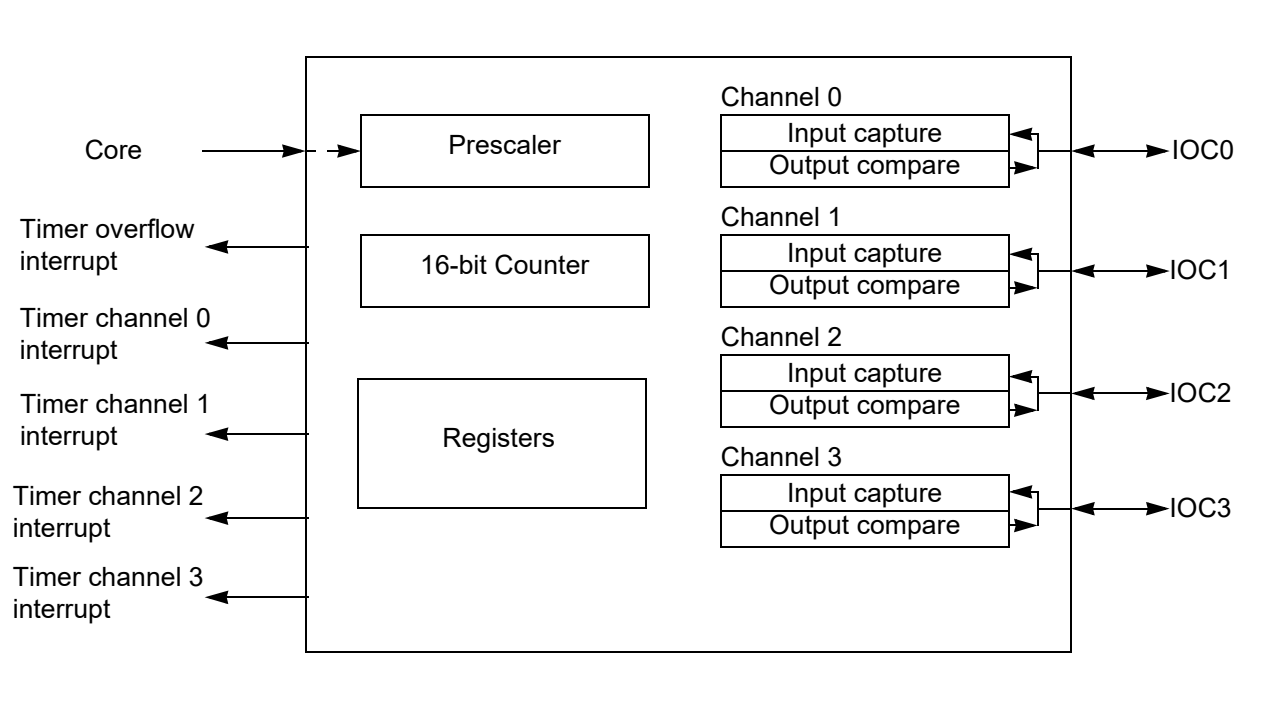 Core
Timer overflow
interrupt
Timer channel 0
interrupt
Timer channel 1
interrupt
Timer channel 2
interrupt
Timer channel 3
interrupt
Prescaler
16-bit Counter
Registers
Channel 0
Input capture
Output compare
Channel 1
Input capture
Output compare
Channel 2
Input capture
Output compare
Channel 3
Input capture
Output compare
IOC0
IOC1
IOC2
IOC3